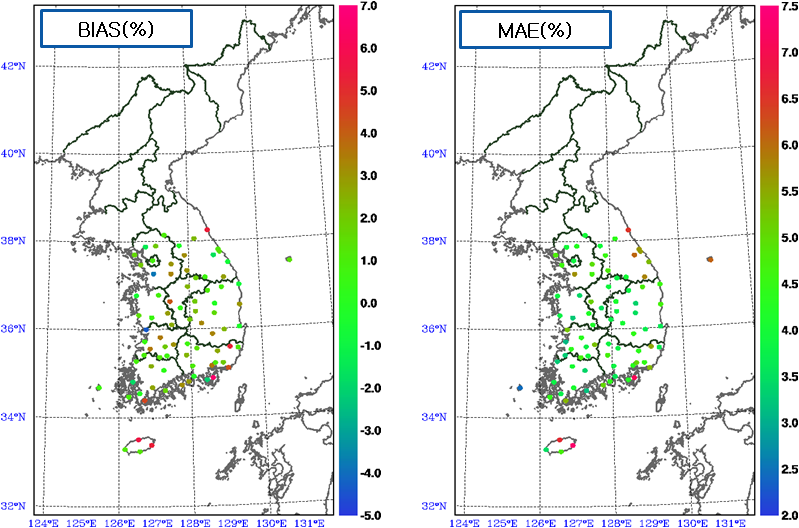 BIAS(%)
42°N
40°N
38°N
36°N
34°N
32°N
124°E 125°E 126°E 127°E 128°E 129°E 130°E 131°E
7.0
6.0
5.0
4.0
3.0
2.0
1.0
0.0
-1.0
-2.0
-3.0
-4.0
-5.0
MAE(%)
42°N
40°N
38°N
36°N
34°N
32°N
124°E 125°E 126°E 127°E 128°E 129°E 130°E 131°E
7.5
7.0
6.5
6.0
5.5
5.0
4.5
4.0
3.5
3.0
2.5
2.0